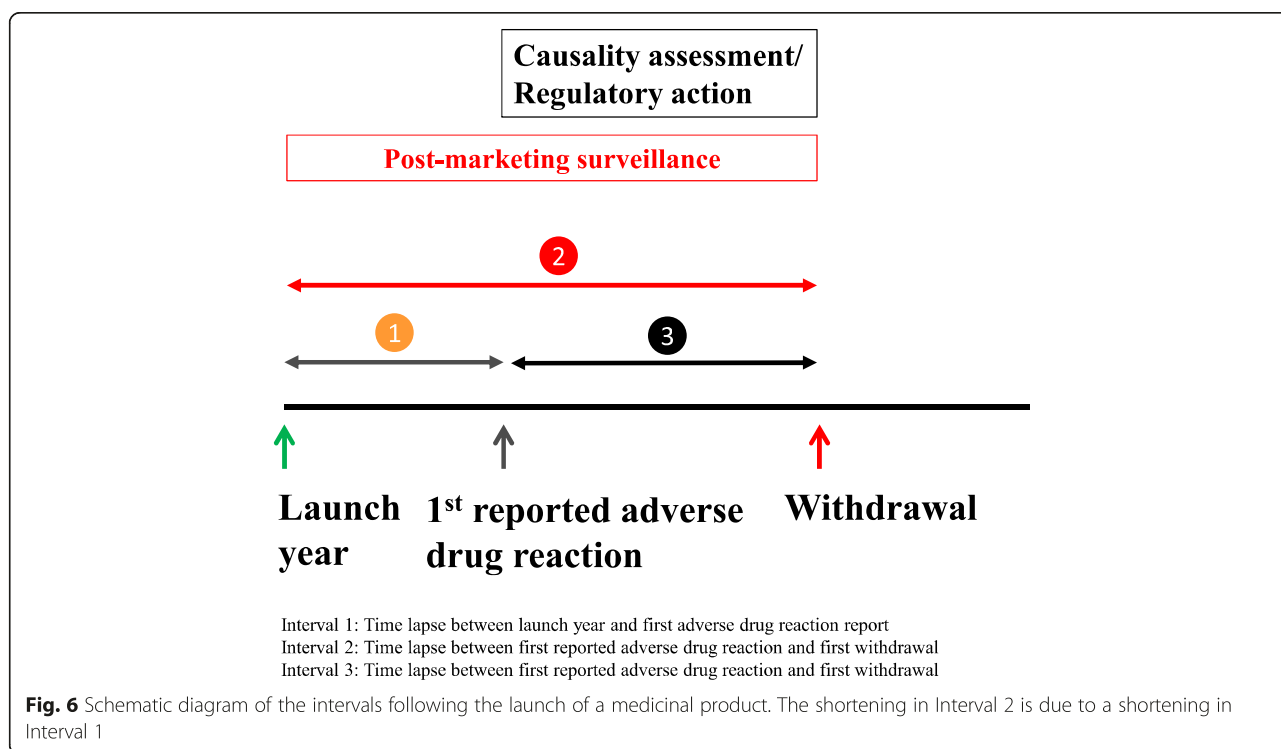 Causality assessment/
Regulatory action
Post-marketing surveillance
2
1
3
Launch
year
1st reported adverse
drug reaction
Withdrawal
Interval 1: Time lapse between launch year and first adverse drug reaction report
Interval 2: Time lapse between first reported adverse drug reaction and first withdrawal
Interval 3: Time lapse between first reported adverse drug reaction and first withdrawal
Fig. 6 Schematic diagram of the intervals following the launch of a medicinal product. The shortening in Interval 2 is due to a shortening in
Interval 1